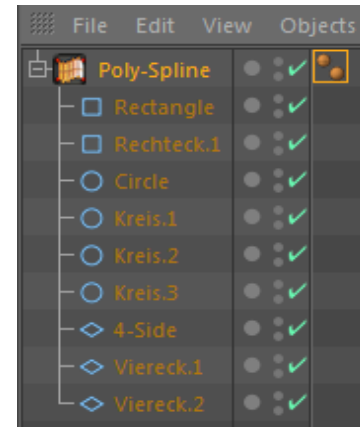 File Edit View Objects
Poly-Spline
Rectangle
Rechteck.1
Circle
Kreis.1
Kreis.2
Kreis.3
4-Side
Viereck.1
Viereck.2